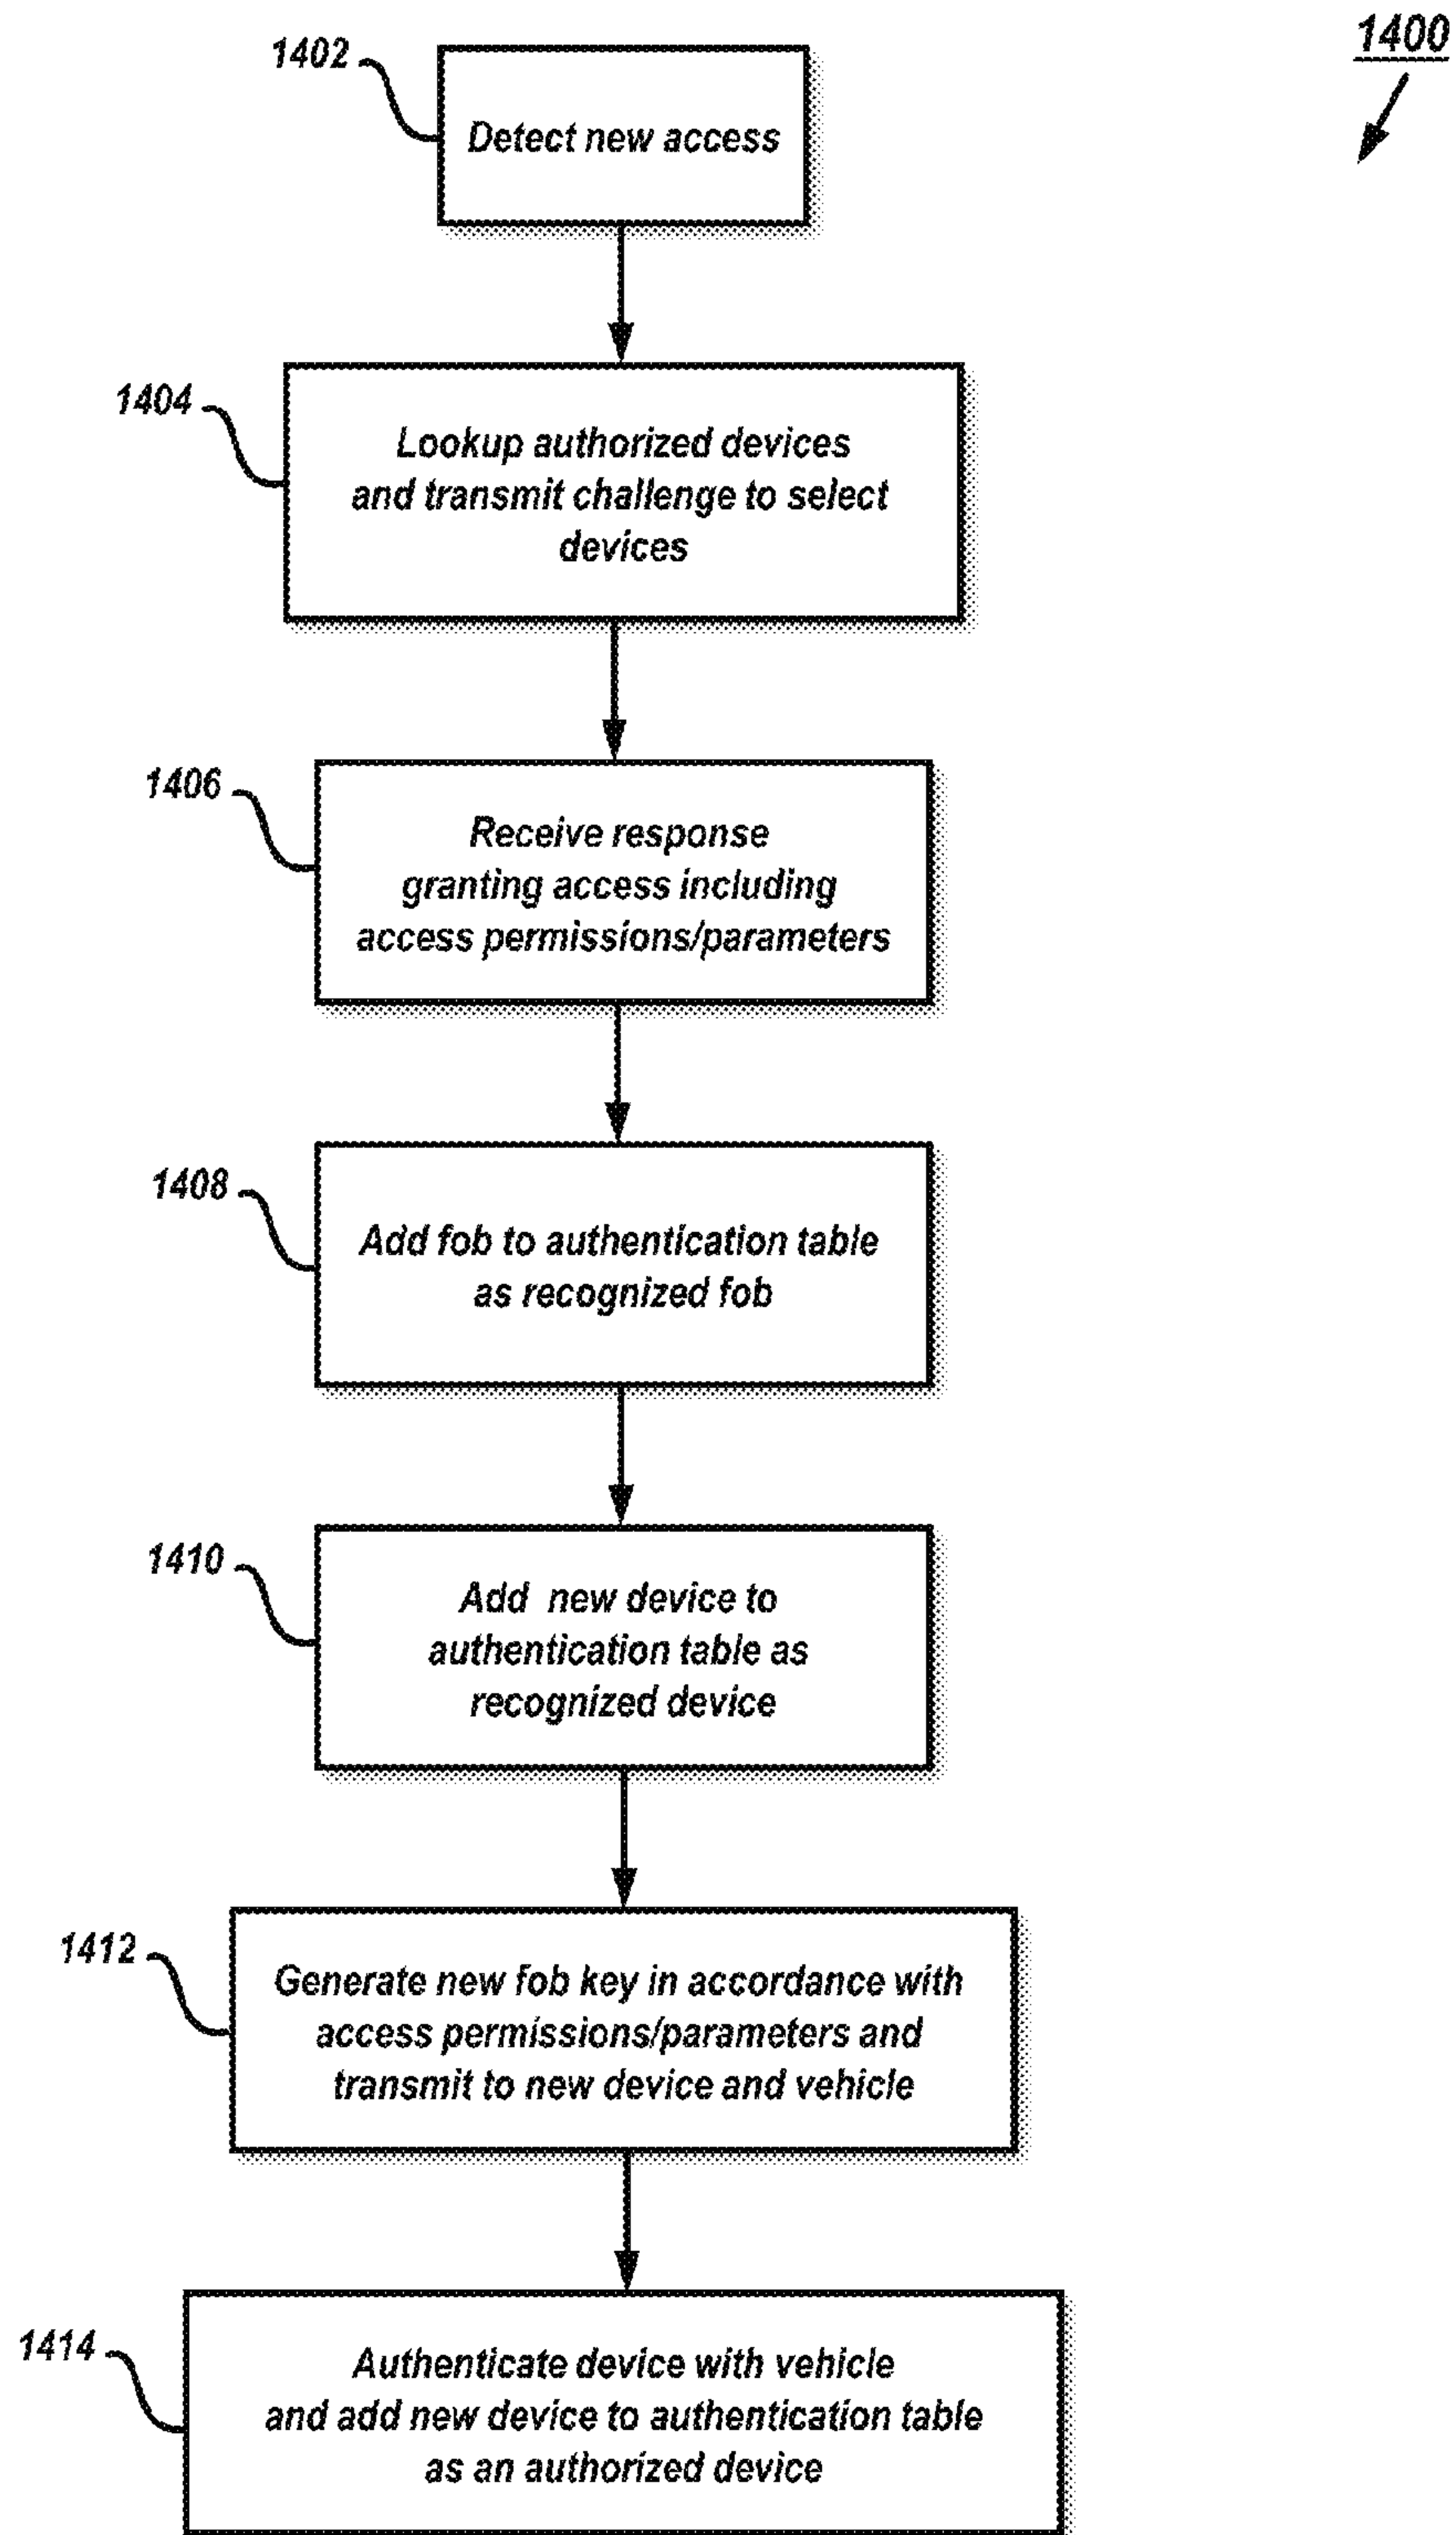 1400
1402
Detect new access
1404
Lookup authorized devices
and transmit challenge to select
devices
1406
Receive response
granting access including
access permissions/parameters
1408
Add fob to authentication table
as recognized fob
1410
Add new device to
authentication table as
recognized device
1412
Generate new fob key in accordance with
access permissions/parameters and
transmit to new device and vehicle
1414
Authenticate device with vehicle
and add new device to authentication table
as an authorized device